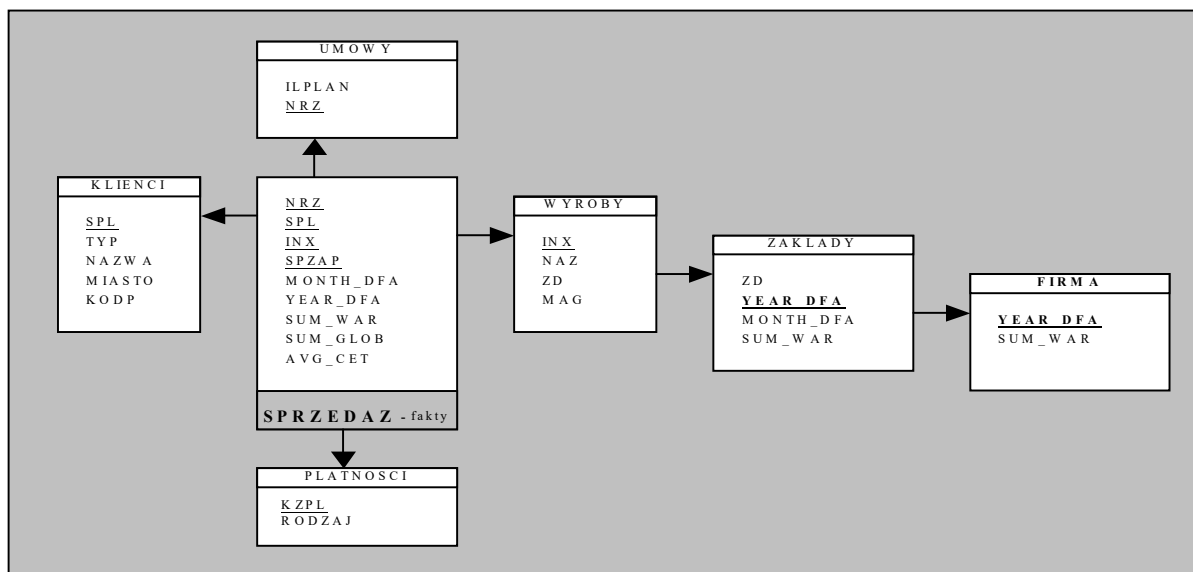 UMOWY
ILPLAN
NRZ
KLIENCI
SPL
TYP
NAZWA
MIASTO
KODP
NRZ
SPL
INX
SPZAP
MONTH_DFA
YEAR_DFA
SUM_WAR
SUM_GLOB
AVG_CET
SPRZEDAZ - fakty
WYROBY
INX
NAZ
ZD
MAG
ZAKLADY
ZD
YEAR_DFA
MONTH_DFA
SUM_WAR
FIRMA
YEAR_DFA
SUM_WAR
PLATNOSCI
KZPL
RODZAJ